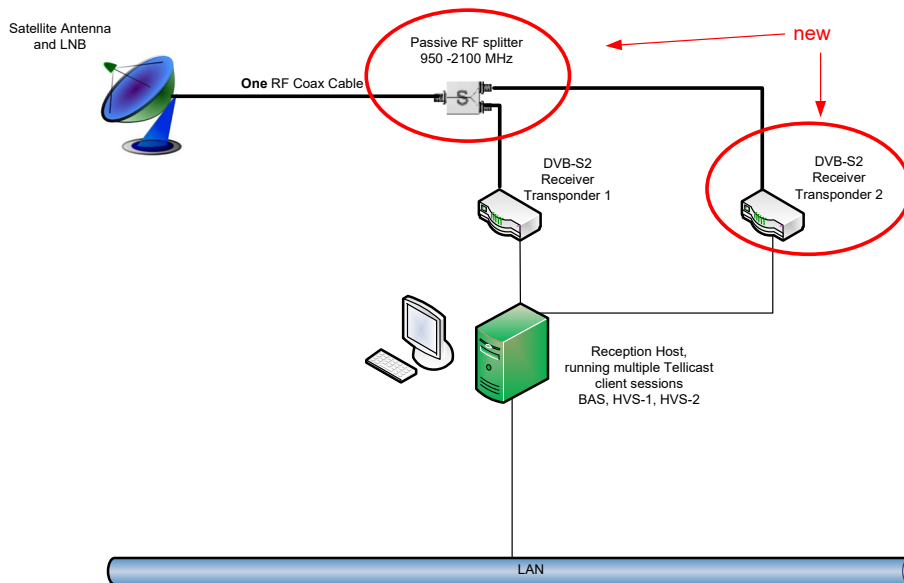 Satellite Antenna
and LNB
One RF Coax Cable
Passive RF splitter
950 -2100 MHz
new
S
DVB-S2
Receiver
Transponder 1
DVB-S2
Receiver
Transponder 2
Reception Host,
running multiple Tellicast
client sessions
BAS, HVS-1, HVS-2
LAN